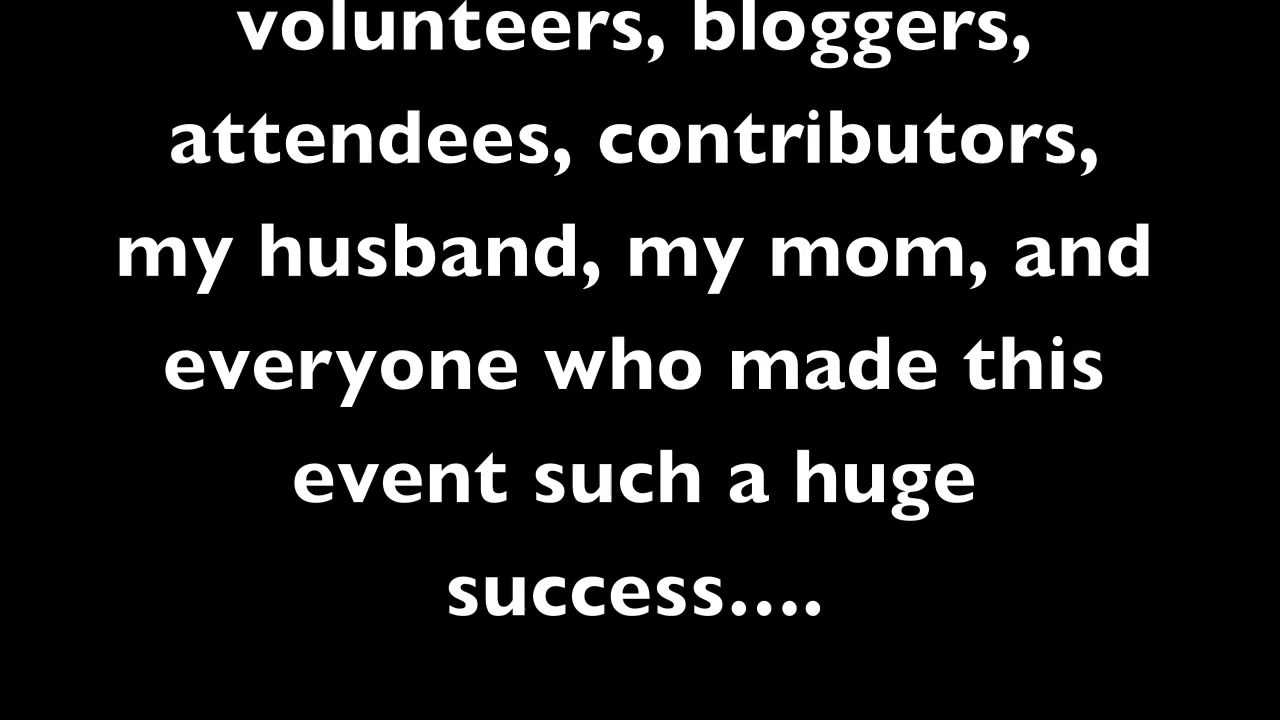 volunteers, bloggers,
attendees, contributors,
my husband, my mom, and
everyone who made this
event such a huge
success....